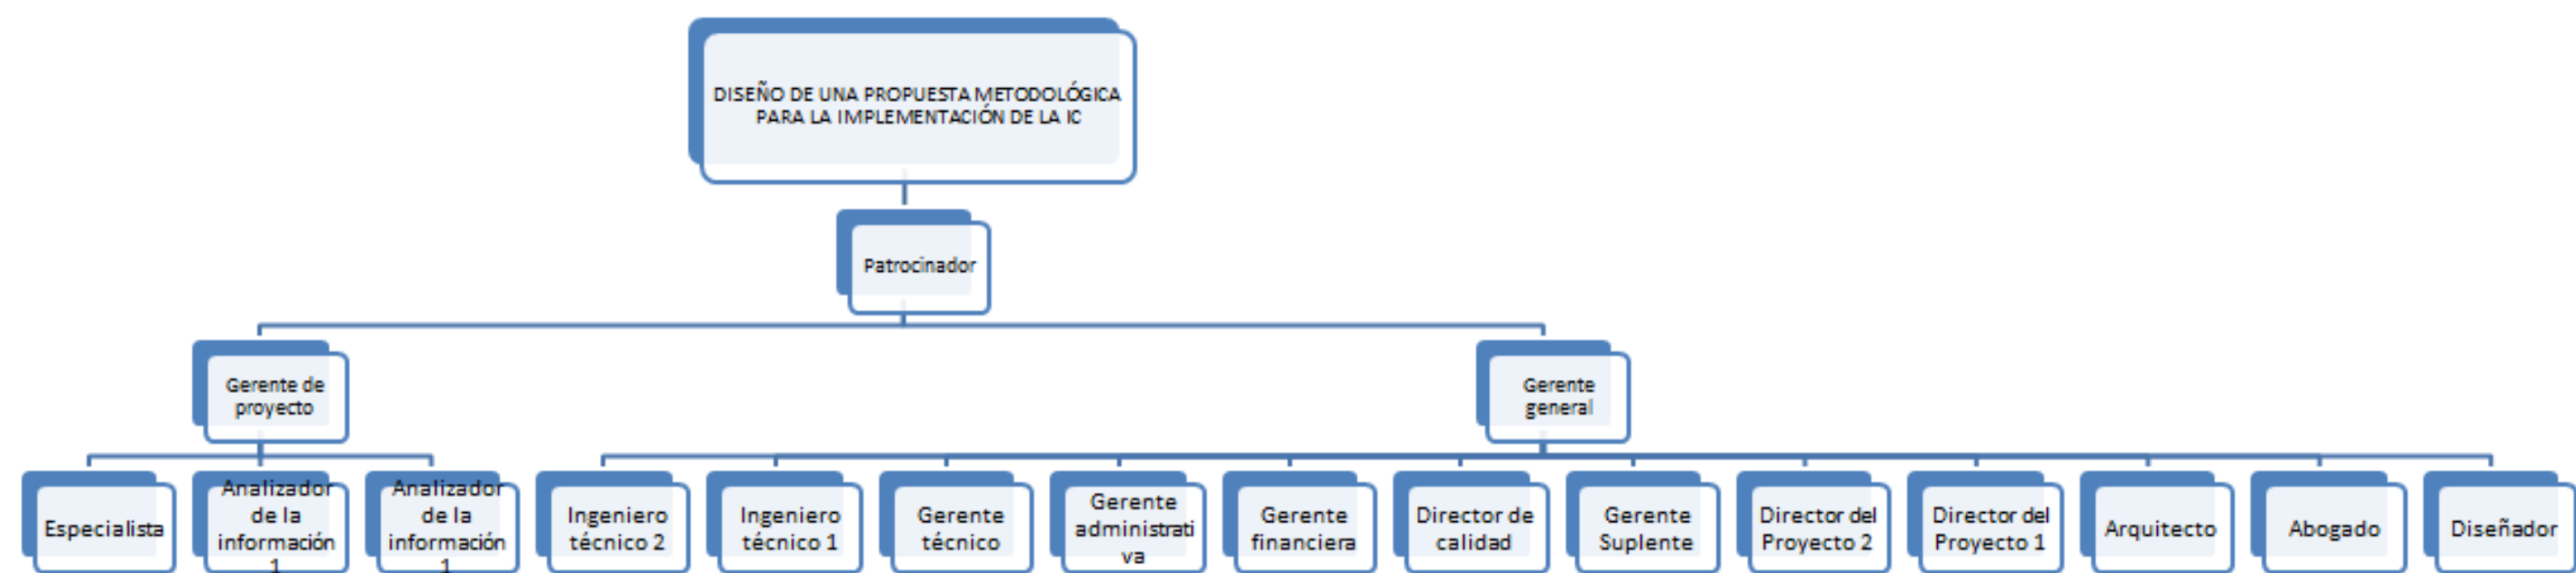 DISEÑO DE UNA PROPUESTA METODOLÓGICA
PARA LA IMPLEMENTACIÓN DE LA IC
Patrocinador
Gerente de
proyecto
Gerente
general
Especialista
Analizador
de la
información
1
Analizador
de la
información
1
Ingeniero
técnico 2
Ingeniero
técnico 1
Gerente
técnico
Gerente
administrati
va
Gerente
financiera
Director de
calidad
Gerente
Suplente
Director del
Proyecto 2
Director del
Proyecto 1
Arquitecto
Abogado
Diseñador